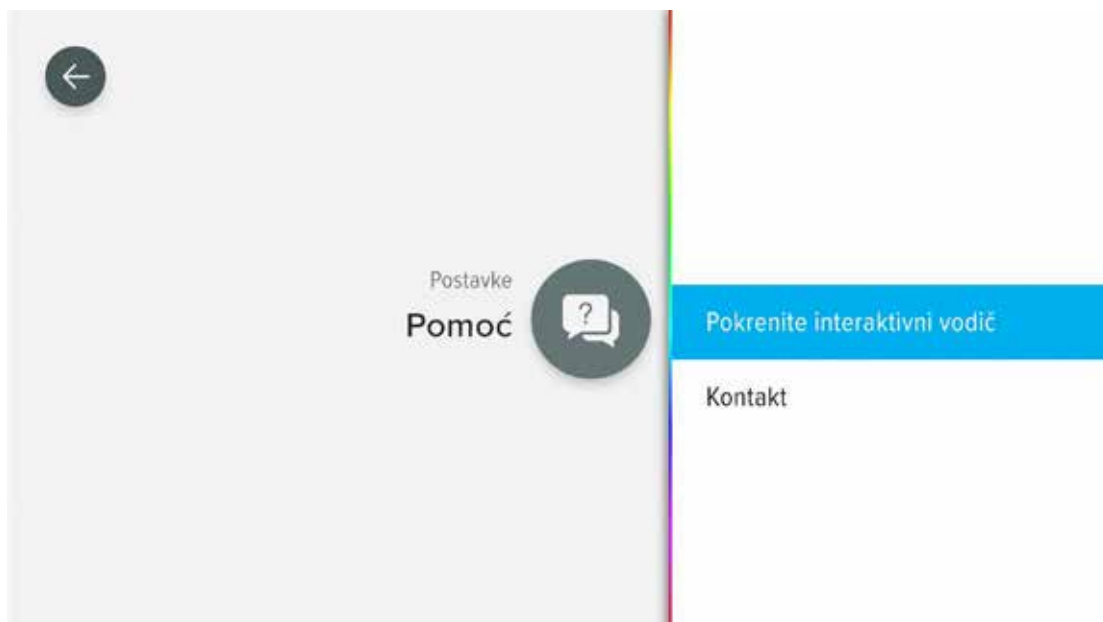 Postavke
Pomoć
?
Pokrenite interaktivni vodič
Kontakt